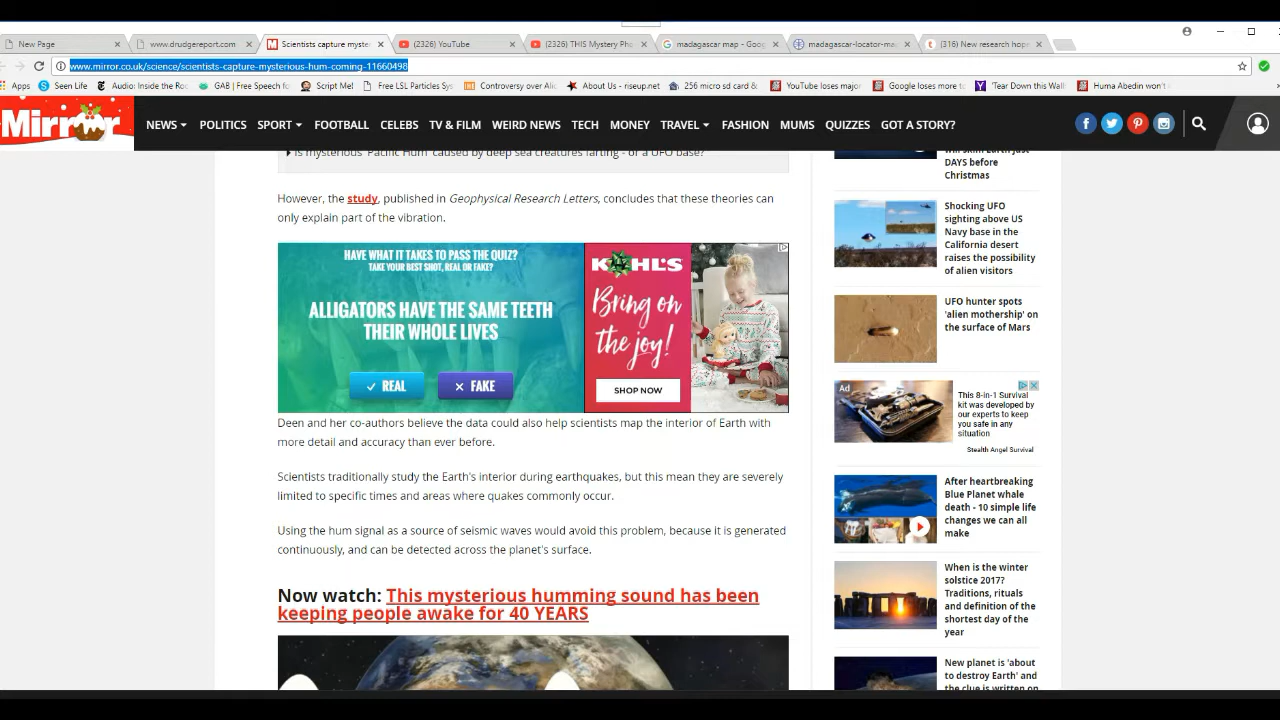 New Page
www.drudgereport.com
Scientists capture myste
(2326) YouTube
(2326) THIS Mystery Pho
madagascar map - Goog
madagascar-locator-ma
(316) New research hop
www.mirror.co.uk/science/scientists-capture-mysterious-hum-coming-11660498
Apps
Seen Life
Audio: Inside the Ro
GAB | Free Speech fo
Script Me!
Free LSL Particles Sys
Controversy over Ali
About Us - riseup.net
256 micro sd card &
YouTube loses major
Google loses more to
'Tear Down this Wall
Huma Abedin won't
Mirror
NEWS
POLITICS
SPORT
FOOTBALL
CELEBS
TV & FILM
WEIRD NEWS
TECH
MONEY
TRAVEL
FASHION
MUMS
QUIZZES
GOT A STORY?
Is mysterious 'Pacific Hum' caused by deep sea creatures farting - or a UFO base?
However, the study, published in Geophysical Research Letters, concludes that these theories can
only explain part of the vibration.
HAVE WHAT IT TAKES TO PASS THE QUIZ?
TAKE YOUR BEST SHOT, REAL OR FAKE?
ALLIGATORS HAVE THE SAME TEETH
THEIR WHOLE LIVES
REAL
FAKE
KOHL'S
Bring on
the joy!
SHOP NOW
Deen and her co-authors believe the data could also help scientists map the interior of Earth with
more detail and accuracy than ever before.
Scientists traditionally study the Earth's interior during earthquakes, but this mean they are severely
limited to specific times and areas where quakes commonly occur.
Using the hum signal as a source of seismic waves would avoid this problem, because it is generated
continuously, and can be detected across the planet's surface.
Now watch: This mysterious humming sound has been
keeping people awake for 40 YEARS
DAYS before
Christmas
Shocking UFO
sighting above US
Navy base in the
California desert
raises the possibility
of alien visitors
UFO hunter spots
'alien mothership' on
the surface of Mars
Ad
This 8-in-1 Survival
kit was developed by
our experts to keep
you safe in any
situation
Stealth Angel Survival
After heartbreaking
Blue Planet whale
death - 10 simple life
changes we can all
make
When is the winter
solstice 2017?
Traditions, rituals
and definition of the
shortest day of the
year
New planet is 'about
to destroy Earth' and
the clue is written on